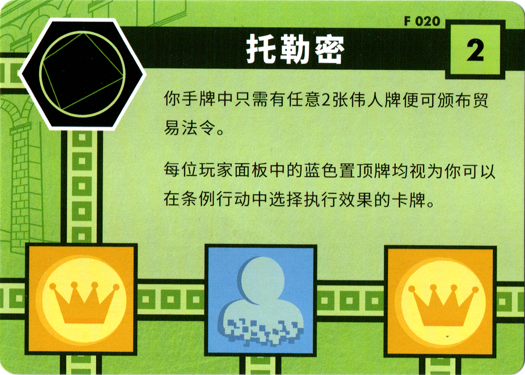 F 020
托勒密
2
你手牌中只需有任意2张伟人牌便可颁布贸
易法令。
每位玩家面板中的蓝色置顶牌均视为你可以
在条例行动中选择执行效果的卡牌。